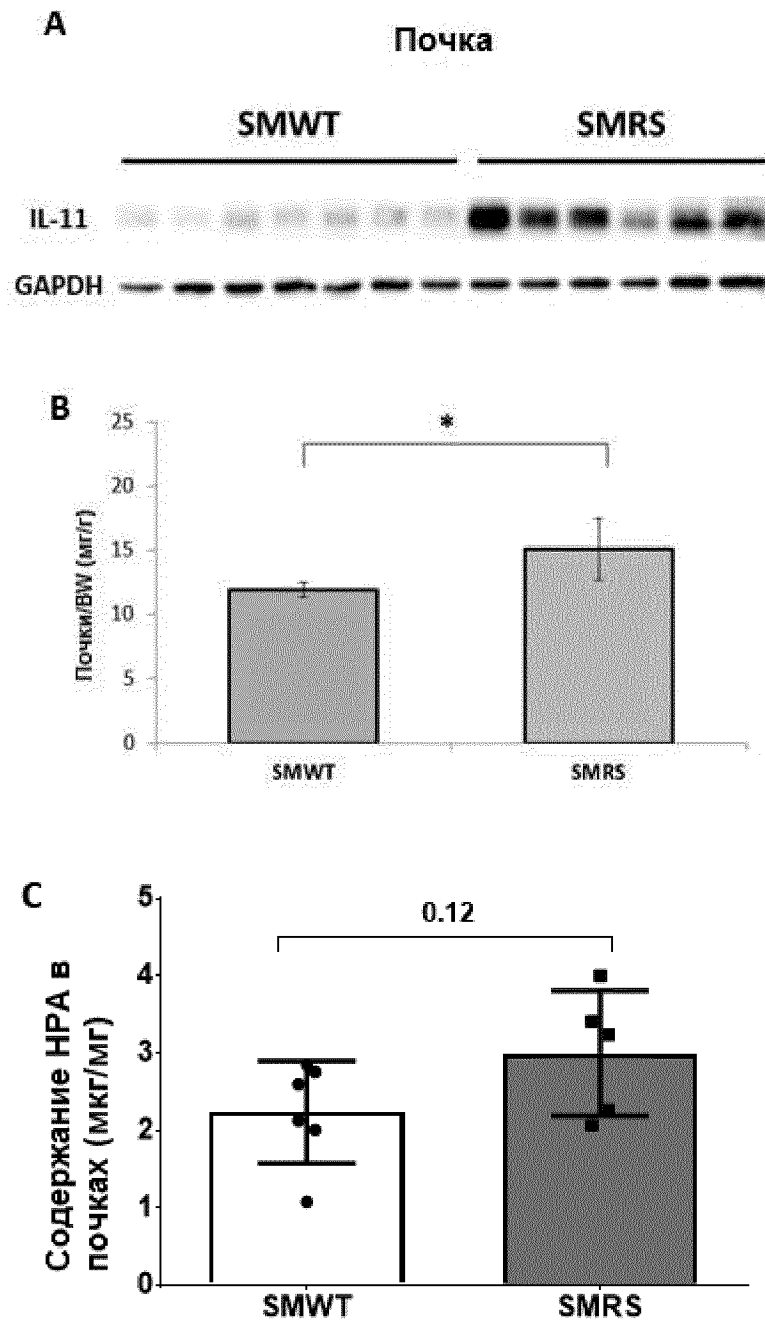 A
Почка
SMWT SMRS
IL-11
GAPDH
B
25
20
15
10
5
0
*
Почки/BW (мг/г)
SMWT SMRS
C
5
4
3
2
1
0
0.12
Содержание HPA в
почках (мкг/мг)
SMWT SMRS